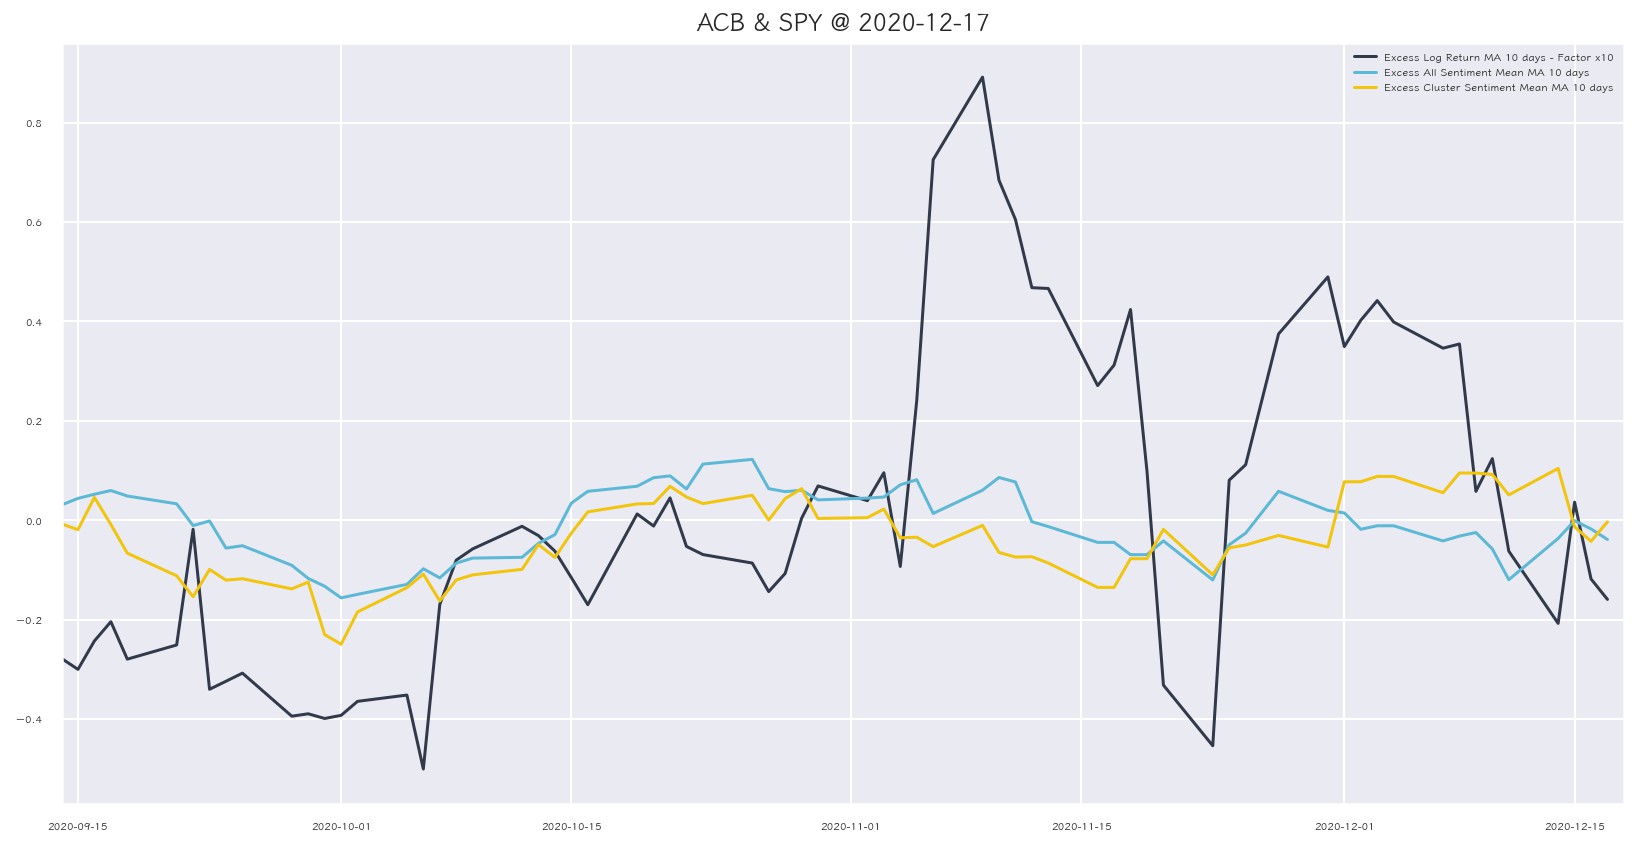 ACB & SPY @ 2020-12-17
Excess Log Return MA 10 days - Factor x10
Excess All Sentiment Mean MA 10 days
Excess Cluster Sentiment Mean MA 10 days
0.8
0.6
0.4
0.2
0.0
−0.2
−0.4
2020-09-15 2020-10-01 2020-10-15 2020-11-01 2020-11-15 2020-12-01 2020-12-15